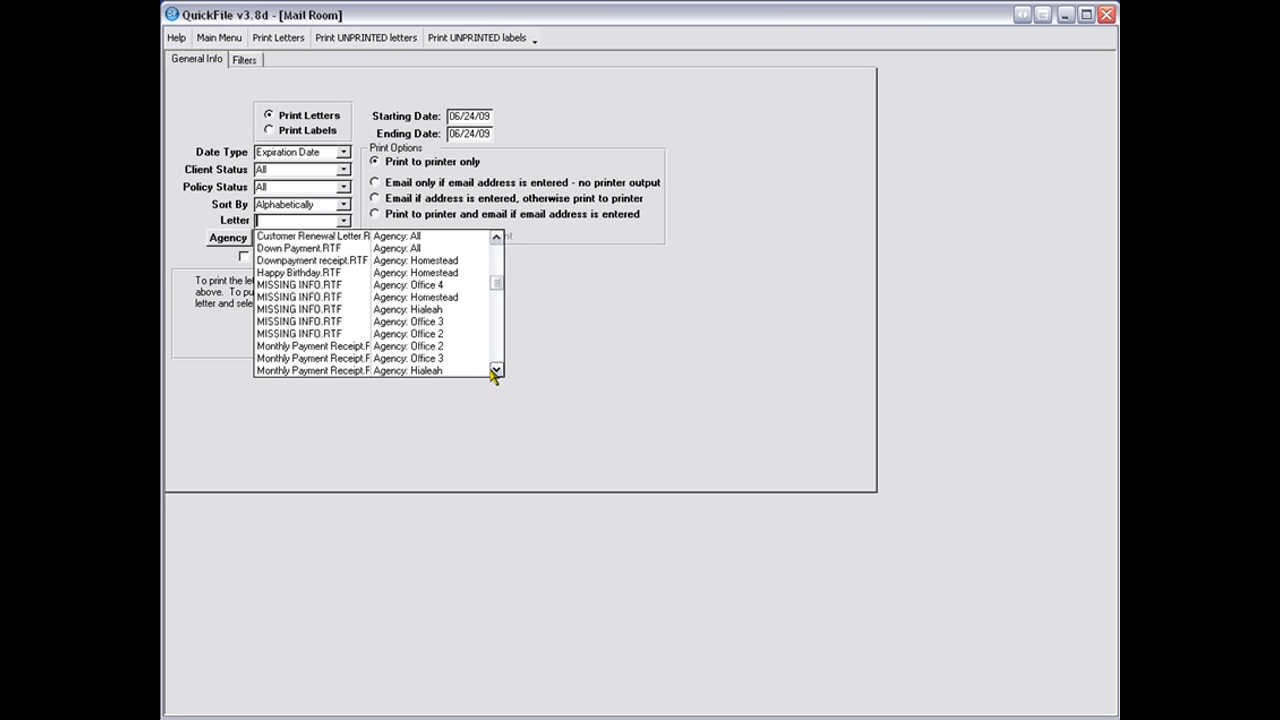 QuickFile v3.8d - [Mail Room]
Help Main Menu Print Letters Print UNPRINTED letters Print UNPRINTED labels
General Info Filters
Print Letters
Print Labels
Starting Date: 06/24/09
Ending Date: 06/24/09
Date Type Expiration Date
Client Status All
Policy Status All
Sort By Alphabetically
Letter
Agency
Print Options
Print to printer only
Email only if email address is entered - no printer output
Email if address is entered, otherwise print to printer
Print to printer and email if email address is entered
Customer Renewal Letter.R Agency: All
Down Payment.RTF Agency: All
Downpayment receipt.RTF Agency: Homestead
Happy Birthday.RTF Agency: Homestead
MISSING INFO.RTF Agency: Office 4
MISSING INFO.RTF Agency: Homestead
MISSING INFO.RTF Agency: Hialeah
MISSING INFO.RTF Agency: Office 3
MISSING INFO.RTF Agency: Office 2
Monthly Payment Receipt.F Agency: Office 2
Monthly Payment Receipt.F Agency: Office 3
Monthly Payment Receipt.F Agency: Hialeah
To print the le
above. To pu
letter and sele